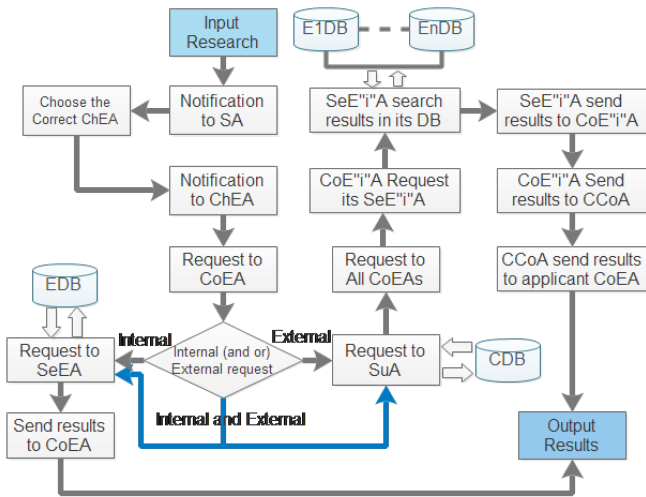 Input
Research
E1DB
EnDB
Choose the
Correct ChEA
Notification
to SA
SeE"i"A search
results in its DB
SeE"i"A send
results to CoE"i"A
Notification
to ChEA
CoE"i"A Request
its SeE"i"A
CoE"i"A Send
results to CCoA
Request to
CoEA
Request to
All CoEAs
CCoA send results
to applicant CoEA
EDB
Internal
External
Request to
SeEA
Internal (and or)
External request
Request to
SuA
CDB
Internal and External
Send results
to CoEA
Output
Results